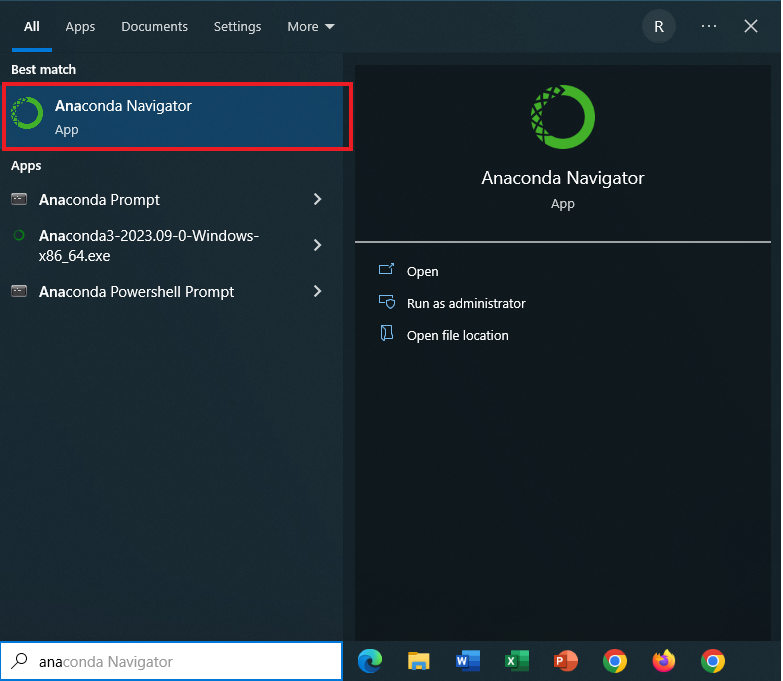 All Apps Documents Settings More R
Best match
Anaconda Navigator
App
Apps
Anaconda Prompt
Anaconda3-2023.09-0-Windows-
x86_64.exe
Anaconda Powershell Prompt
Anaconda Navigator
App
Open
Run as administrator
Open file location
anaconda Navigator
W X P